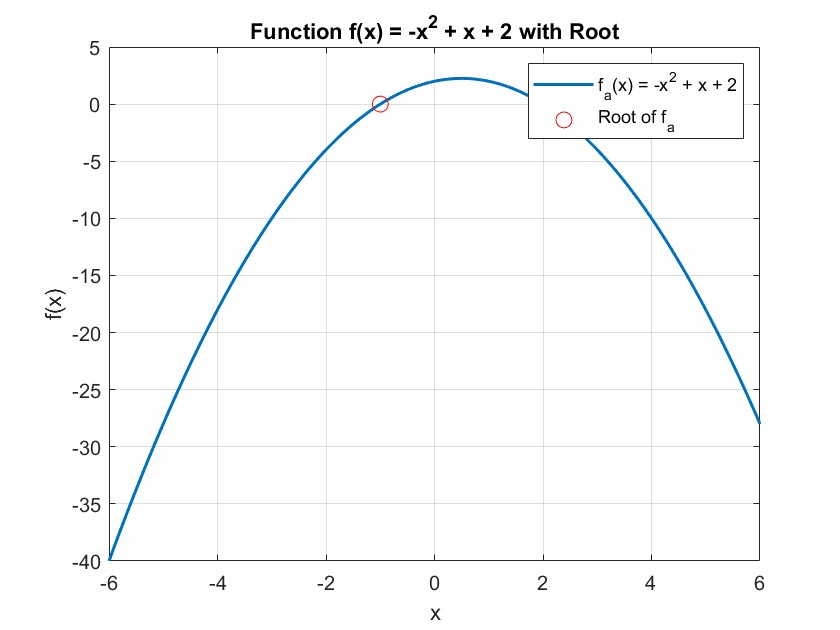 Function f(x) = -x² + x + 2 with Root
fₐ(x) = -x² + x + 2
Root of fₐ
5
0
-5
-10
-15
-20
-25
-30
-35
-40
f(x)
-6 -4 -2 0 2 4 6
x